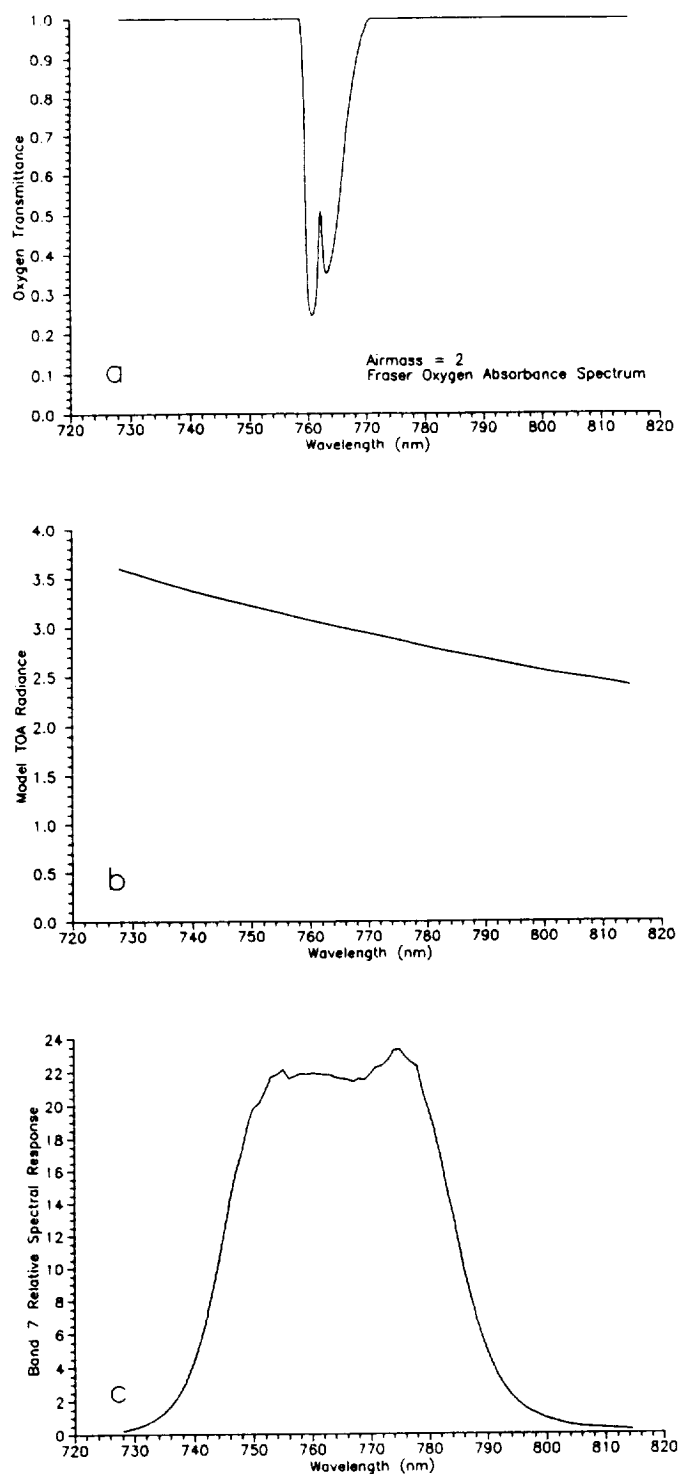 Oxygen Transmittance
1.0
0.9
0.8
0.7
0.6
0.5
0.4
0.3
0.2
0.1
0.0
a
Airmass = 2
Fraser Oxygen Absorbance Spectrum
720 730 740 750 760 770 780 790 800 810 820
Wavelength (nm)
Model TOA Radiance
4.0
3.5
3.0
2.5
2.0
1.5
1.0
0.5
0.0
b
720 730 740 750 760 770 780 790 800 810 820
Wavelength (nm)
Band 7 Relative Spectral Response
24
22
20
18
16
14
12
10
8
6
4
2
0
c
720 730 740 750 760 770 780 790 800 810 820
Wavelength (nm)